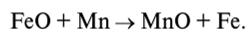 FeO + Mn → MnO + Fe.